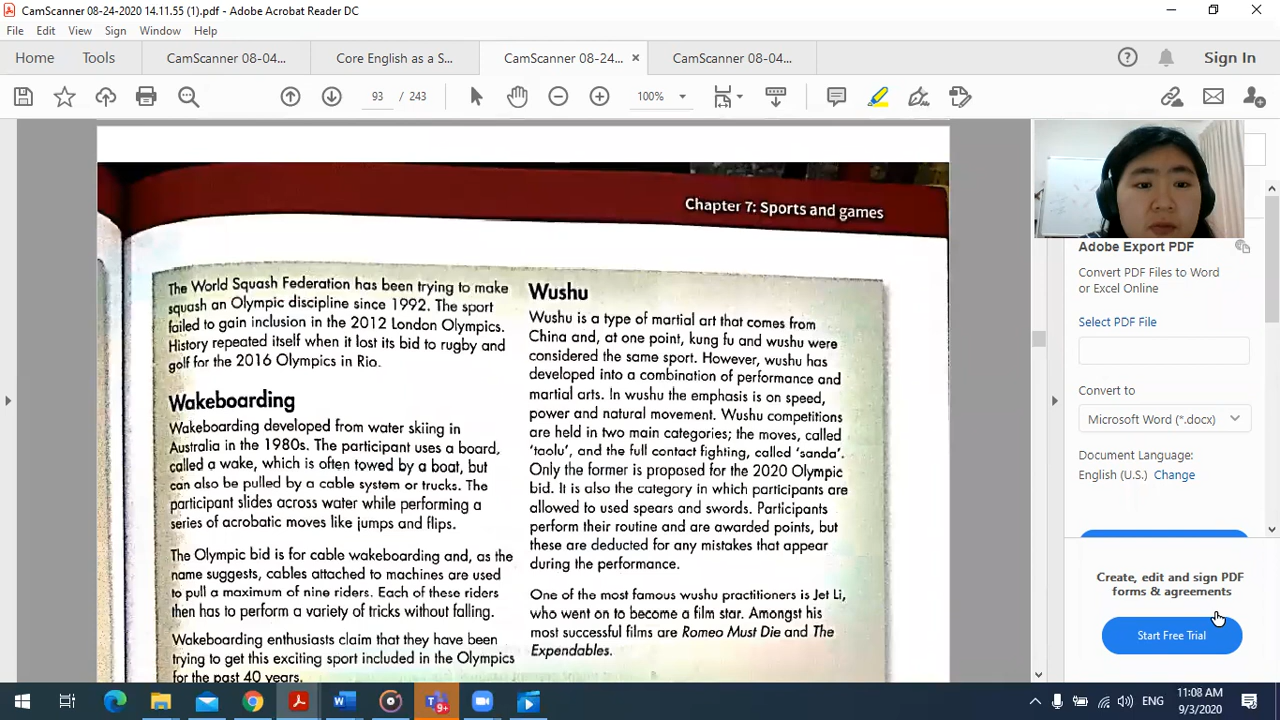 CamScanner 08-24-2020 14.11.55 (1).pdf - Adobe Acrobat Reader DC
File Edit View Sign Window Help
Home Tools CamScanner 08-04... Core English as a S... CamScanner 08-24... CamScanner 08-04... Sign In
93 / 243 100%
Chapter 7: Sports and games
The World Squash Federation has been trying to make
squash an Olympic discipline since 1992. The sport
failed to gain inclusion in the 2012 London Olympics.
History repeated itself when it lost its bid to rugby and
golf for the 2016 Olympics in Rio.
Wakeboarding
Wakeboarding developed from water skiing in
Australia in the 1980s. The participant uses a board,
called a wake, which is often towed by a boat, but
can also be pulled by a cable system or trucks. The
participant slides across water while performing a
series of acrobatic moves like jumps and flips.
The Olympic bid is for cable wakeboarding and, as the
name suggests, cables attached to machines are used
to pull a maximum of nine riders. Each of these riders
then has to perform a variety of tricks without falling.
Wakeboarding enthusiasts claim that they have been
trying to get this exciting sport included in the Olympics
for the past 40 years.
Wushu
Wushu is a type of martial art that comes from
China and, at one point, kung fu and wushu were
considered the same sport. However, wushu has
developed into a combination of performance and
martial arts. In wushu the emphasis is on speed,
power and natural movement. Wushu competitions
are held in two main categories; the moves, called
'taolu', and the full contact fighting, called 'sanda'.
Only the former is proposed for the 2020 Olympic
bid. It is also the category in which participants are
allowed to used spears and swords. Participants
perform their routine and are awarded points, but
these are deducted for any mistakes that appear
during the performance.
One of the most famous wushu practitioners is Jet Li,
who went on to become a film star. Amongst his
most successful films are Romeo Must Die and The
Expendables.
Adobe Export PDF
Convert PDF Files to Word
or Excel Online
Select PDF File
Convert to
Microsoft Word (*.docx)
Document Language:
English (U.S.) Change
Create, edit and sign PDF
forms & agreements
Start Free Trial
9+
ENG
11:08 AM
9/3/2020